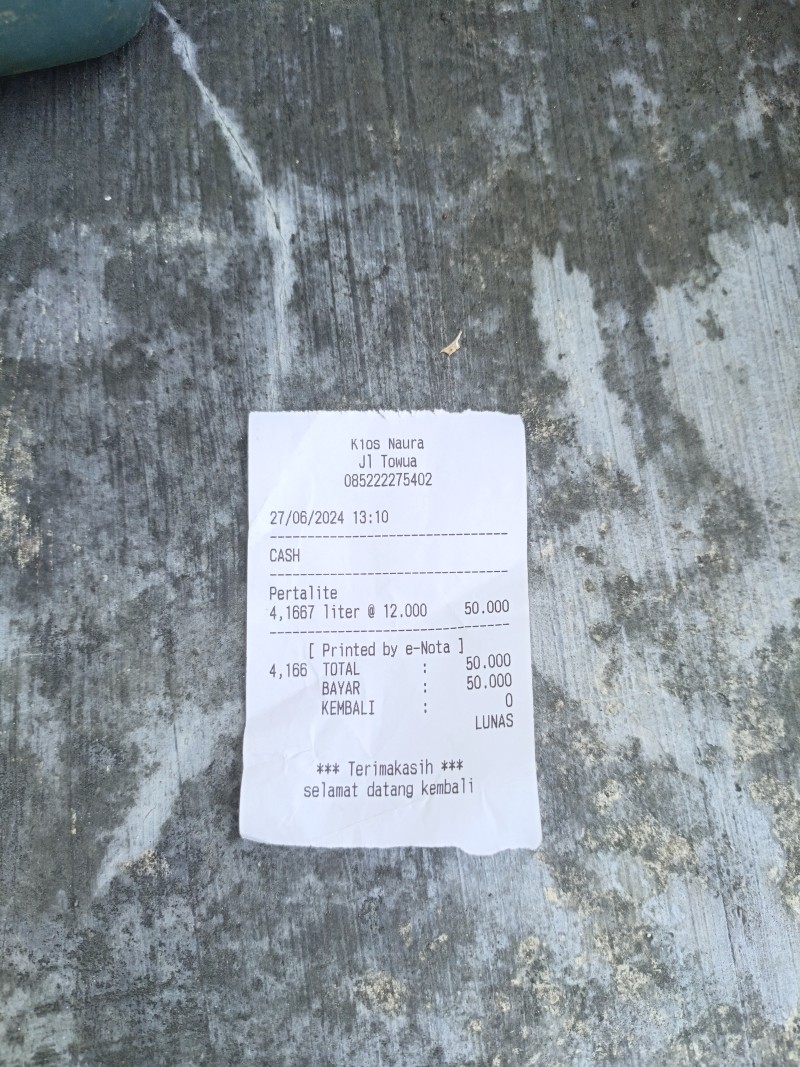 Kios Naura
Jl Towua
085222275402
27/06/2024 13:10
--------------------------------
CASH
--------------------------------
Pertalite
4,1667 liter @ 12.000 50.000
--------------------------------
[ Printed by e-Nota ]
4,166 TOTAL : 50.000
BAYAR : 50.000
KEMBALI : 0
LUNAS
*** Terimakasih ***
selamat datang kembali